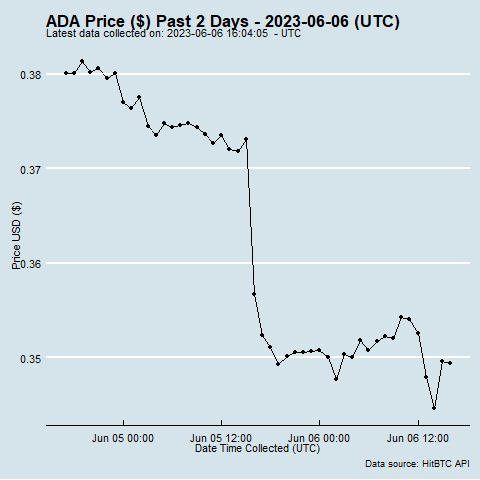 ADA Price ($) Past 2 Days - 2023-06-06 (UTC)
Latest data collected on: 2023-06-06 16:04:05  - UTC
0.38
0.37
0.36
0.35
Price USD ($)
Jun 05 00:00 Jun 05 12:00 Jun 06 00:00 Jun 06 12:00
Date Time Collected (UTC)
Data source: HitBTC API